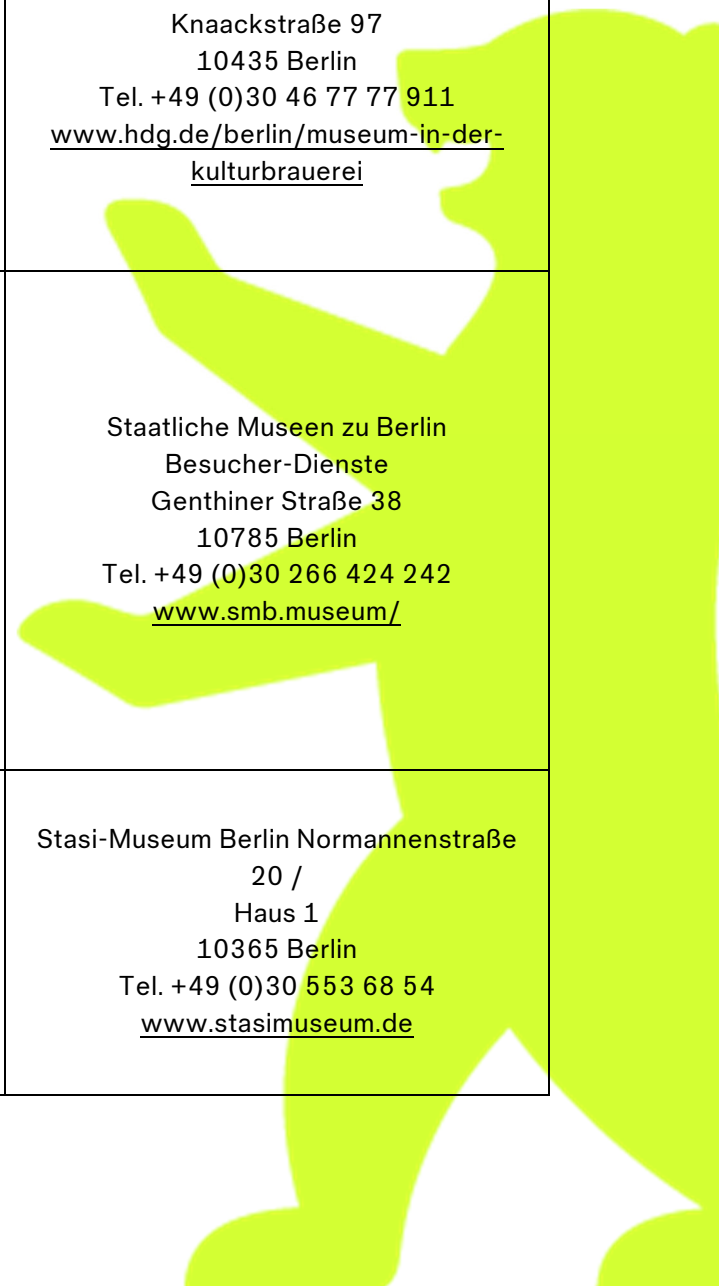 Knaackstraße 97
10435 Berlin
Tel. +49 (0)30 46 77 77 911
www.hdg.de/berlin/museum-in-der-
kulturbrauerei
Staatliche Museen zu Berlin
Besucher-Dienste
Genthiner Straße 38
10785 Berlin
Tel. +49 (0)30 266 424 242
www.smb.museum/
Stasi-Museum Berlin Normannenstraße
20 /
Haus 1
10365 Berlin
Tel. +49 (0)30 553 68 54
www.stasimuseum.de